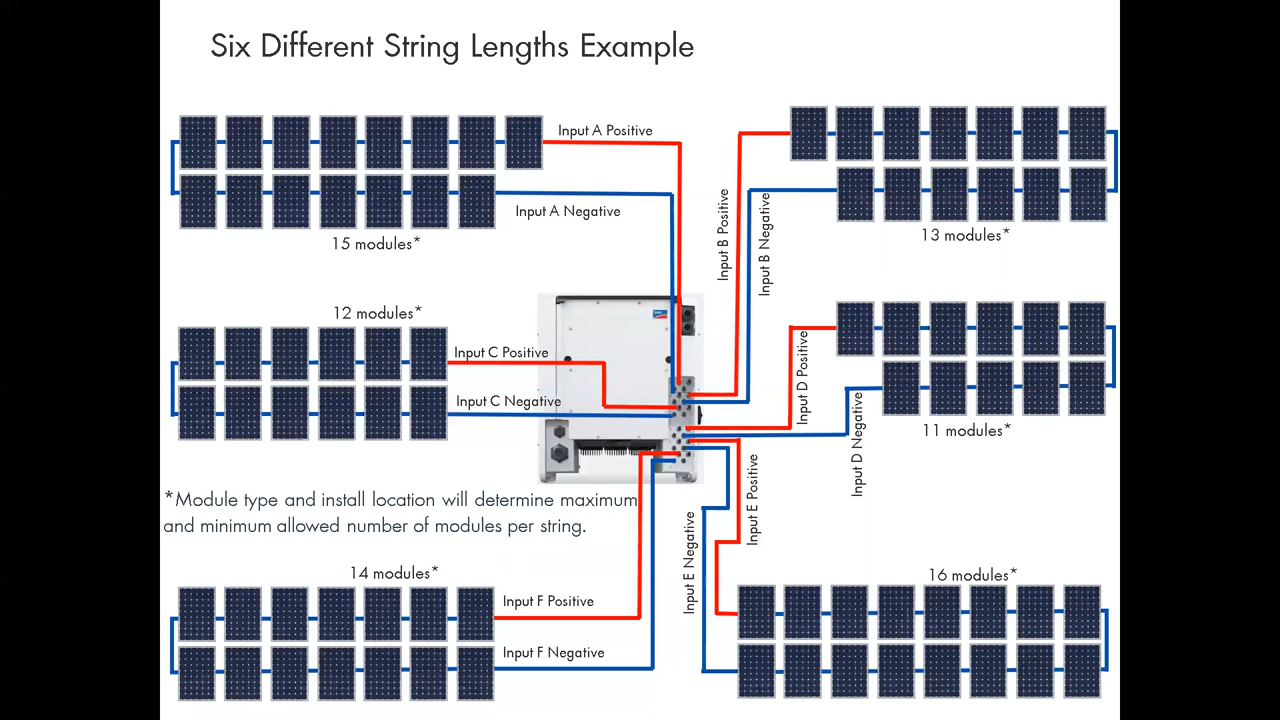 Six Different String Lengths Example
Input A Positive
Input A Negative
15 modules*
Input B Positive
Input B Negative
13 modules*
12 modules*
Input C Positive
Input C Negative
Input D Positive
Input D Negative
11 modules*
*Module type and install location will determine maximum
and minimum allowed number of modules per string.
Input E Positive
Input E Negative
16 modules*
14 modules*
Input F Positive
Input F Negative